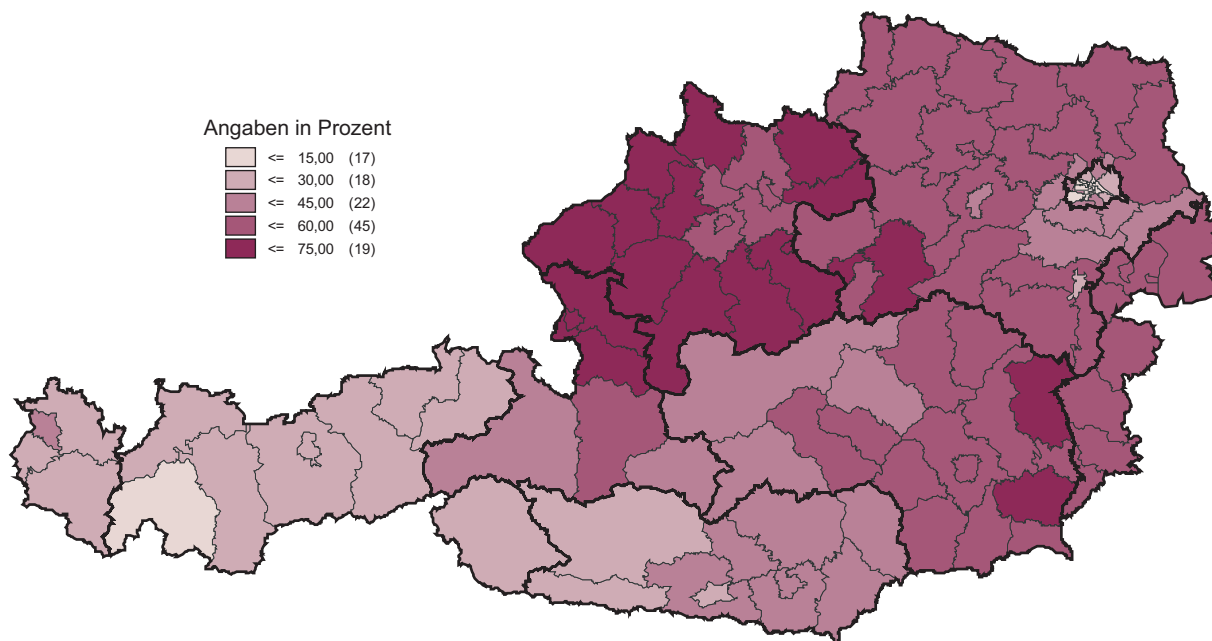 Angaben in Prozent
<= 15,00 (17)
<= 30,00 (18)
<= 45,00 (22)
<= 60,00 (45)
<= 75,00 (19)